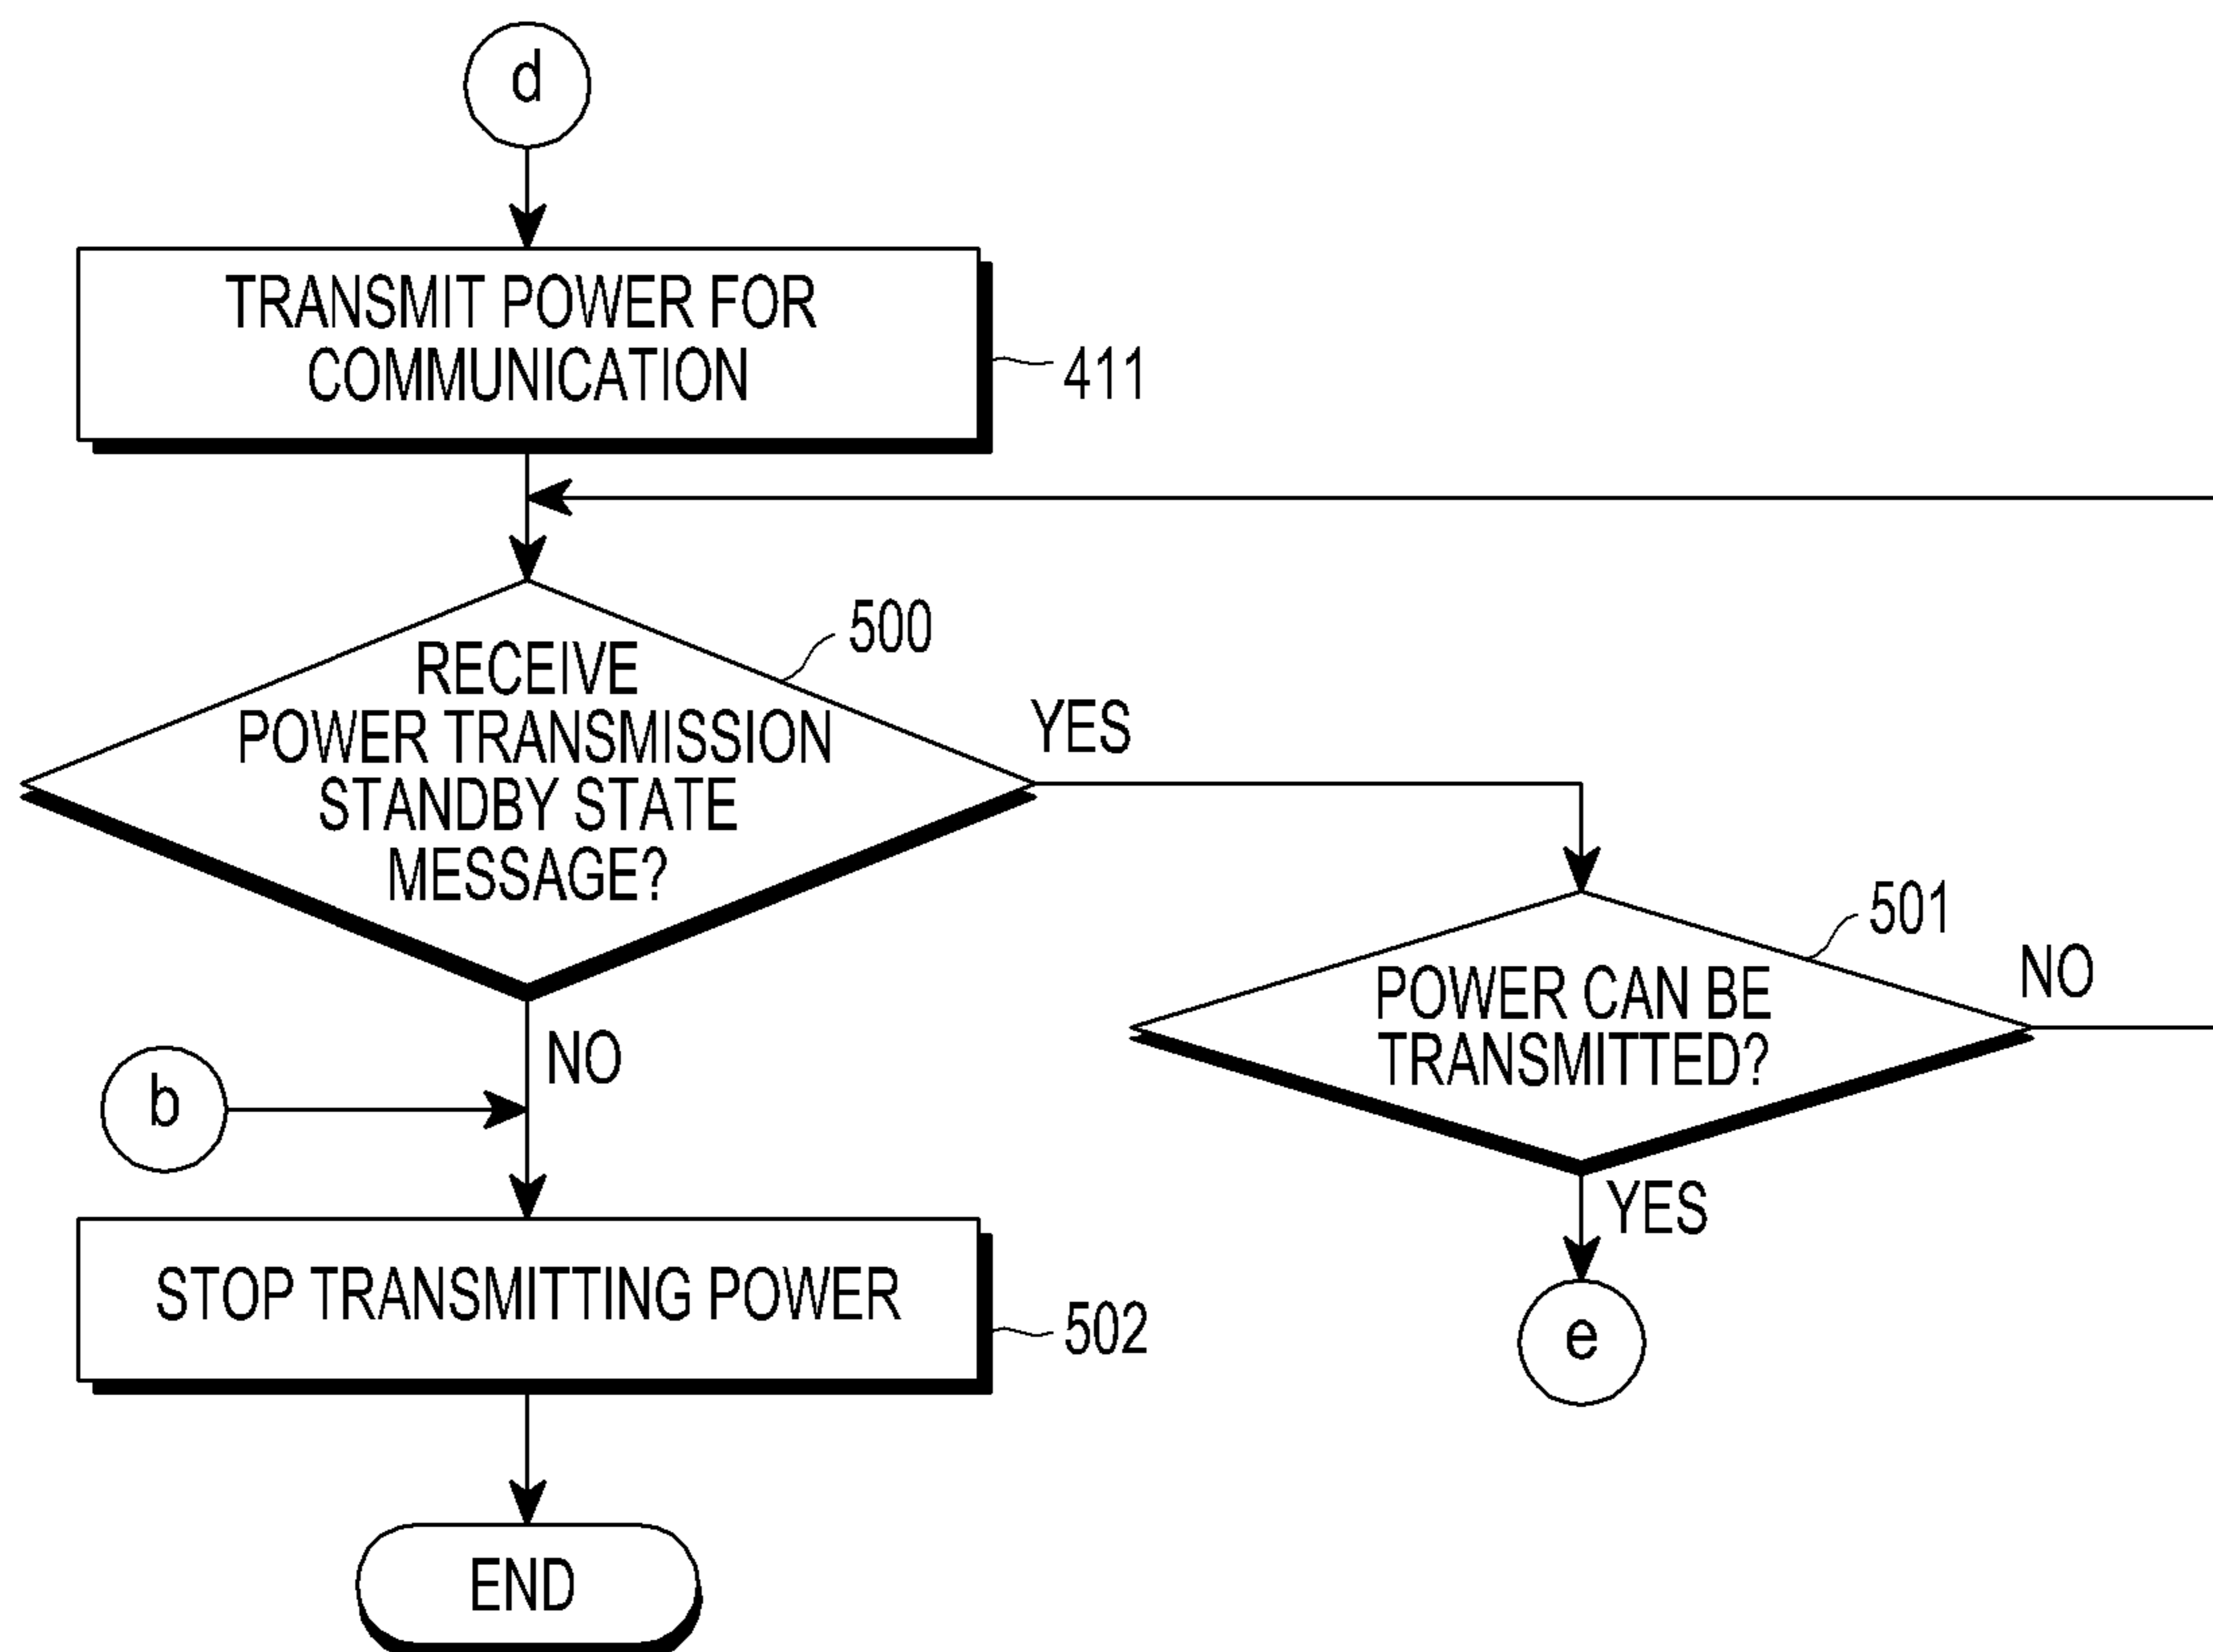 d
TRANSMIT POWER FOR
COMMUNICATION
411
500
RECEIVE
POWER TRANSMISSION
STANDBY STATE
MESSAGE?
YES
501
POWER CAN BE
TRANSMITTED?
NO
NO
b
YES
STOP TRANSMITTING POWER
502
e
END